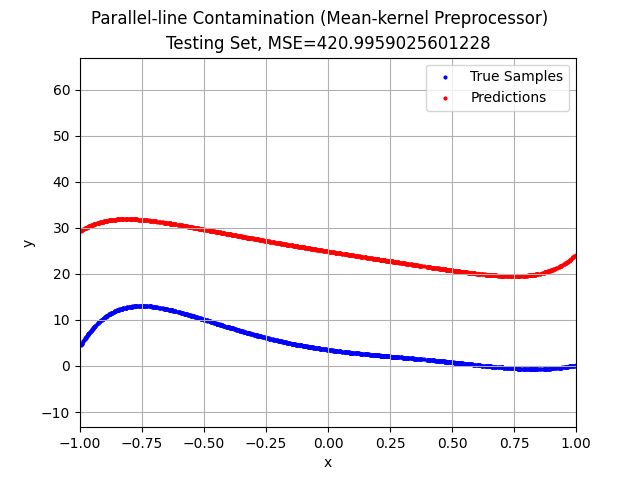 Parallel-line Contamination (Mean-kernel Preprocessor)
Testing Set, MSE=420.9959025601228
True Samples
Predictions
60
50
40
30
20
10
0
−10
y
−1.00 −0.75 −0.50 −0.25 0.00 0.25 0.50 0.75 1.00
x